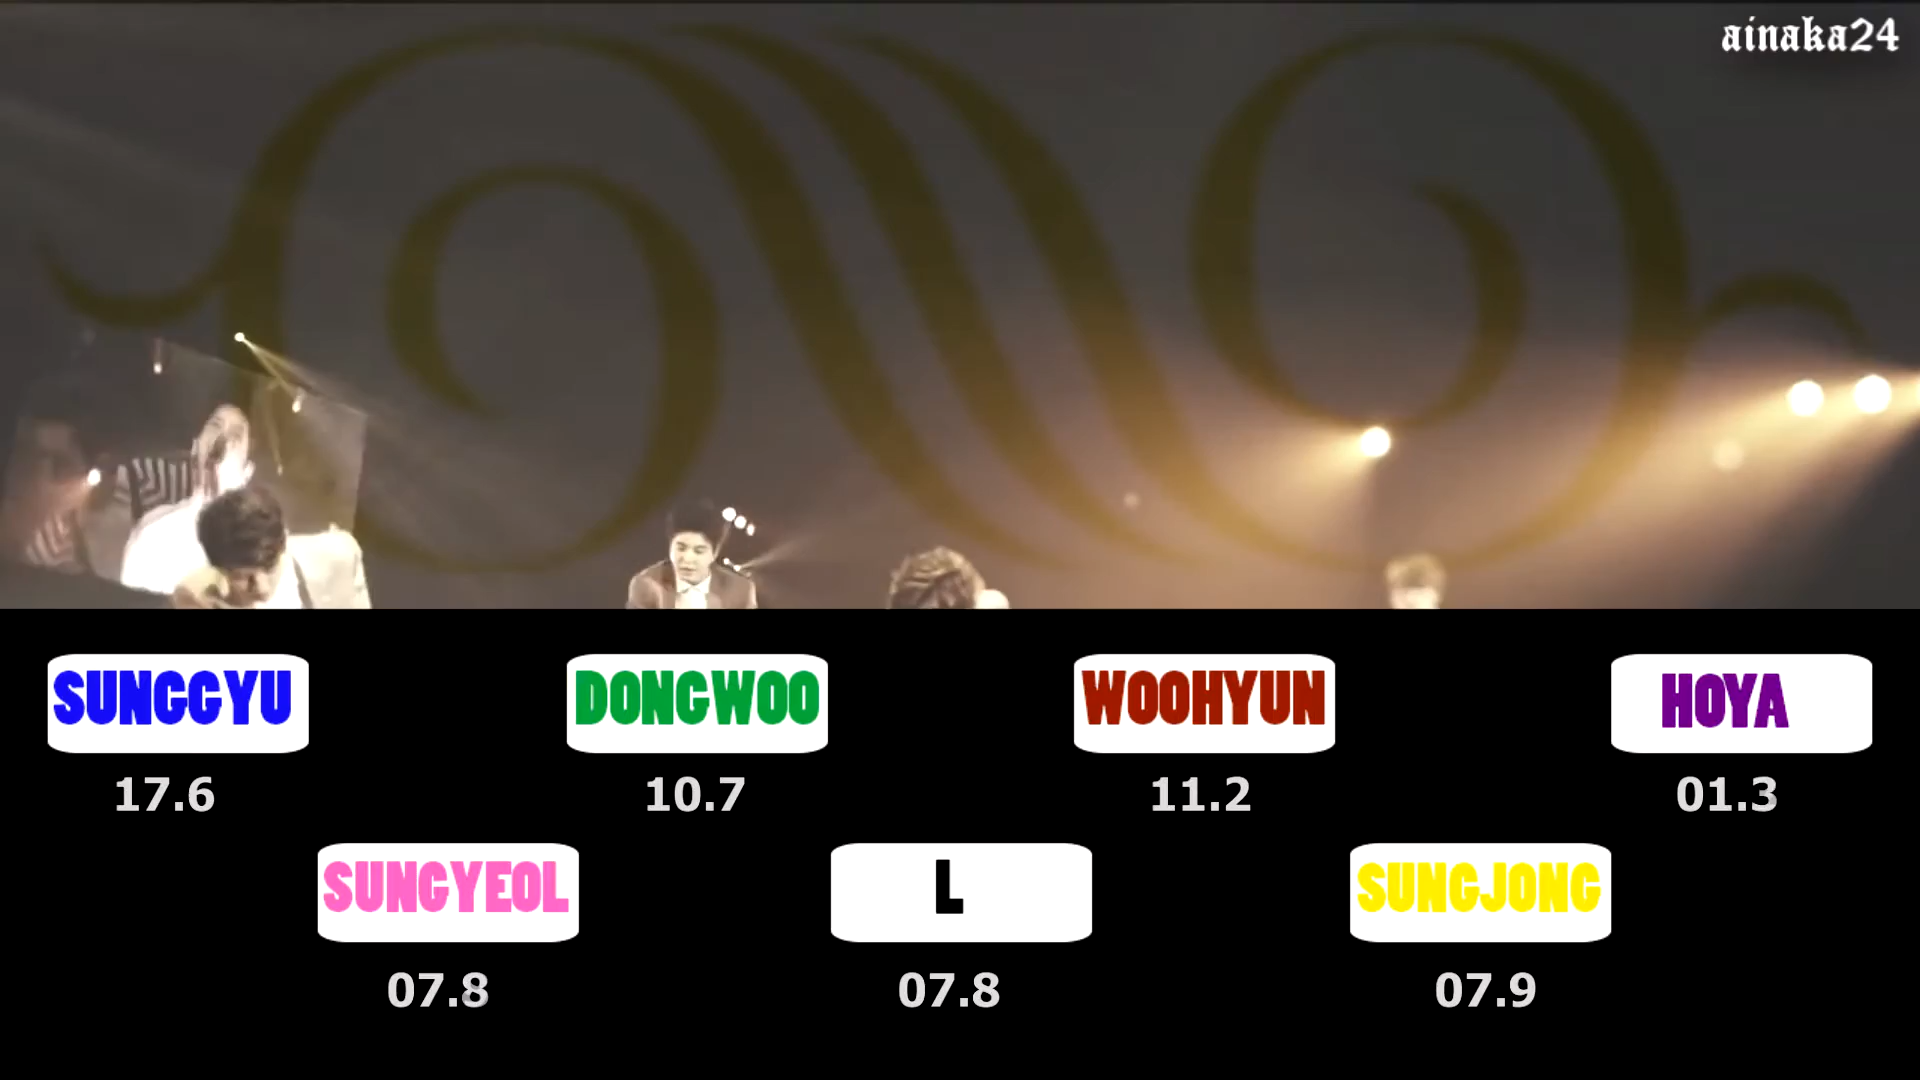 ainaka24
SUNGGYU
DONGWOO
WOOHYUN
HOYA
17.6
10.7
11.2
01.3
SUNGYEOL
L
SUNGJONG
07.8
07.8
07.9